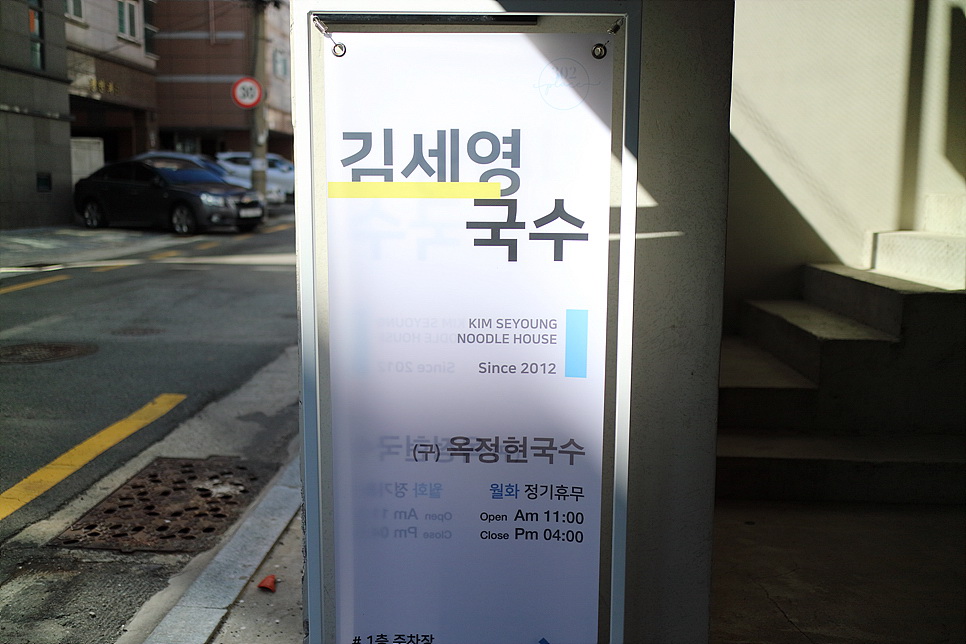 30
김세영
국수
KIM SEYOUNG
NOODLE HOUSE
Since 2012
(구) 옥정현국수
월화 정기휴무
Open Am 11:00
Close Pm 04:00
# 1층 주차장